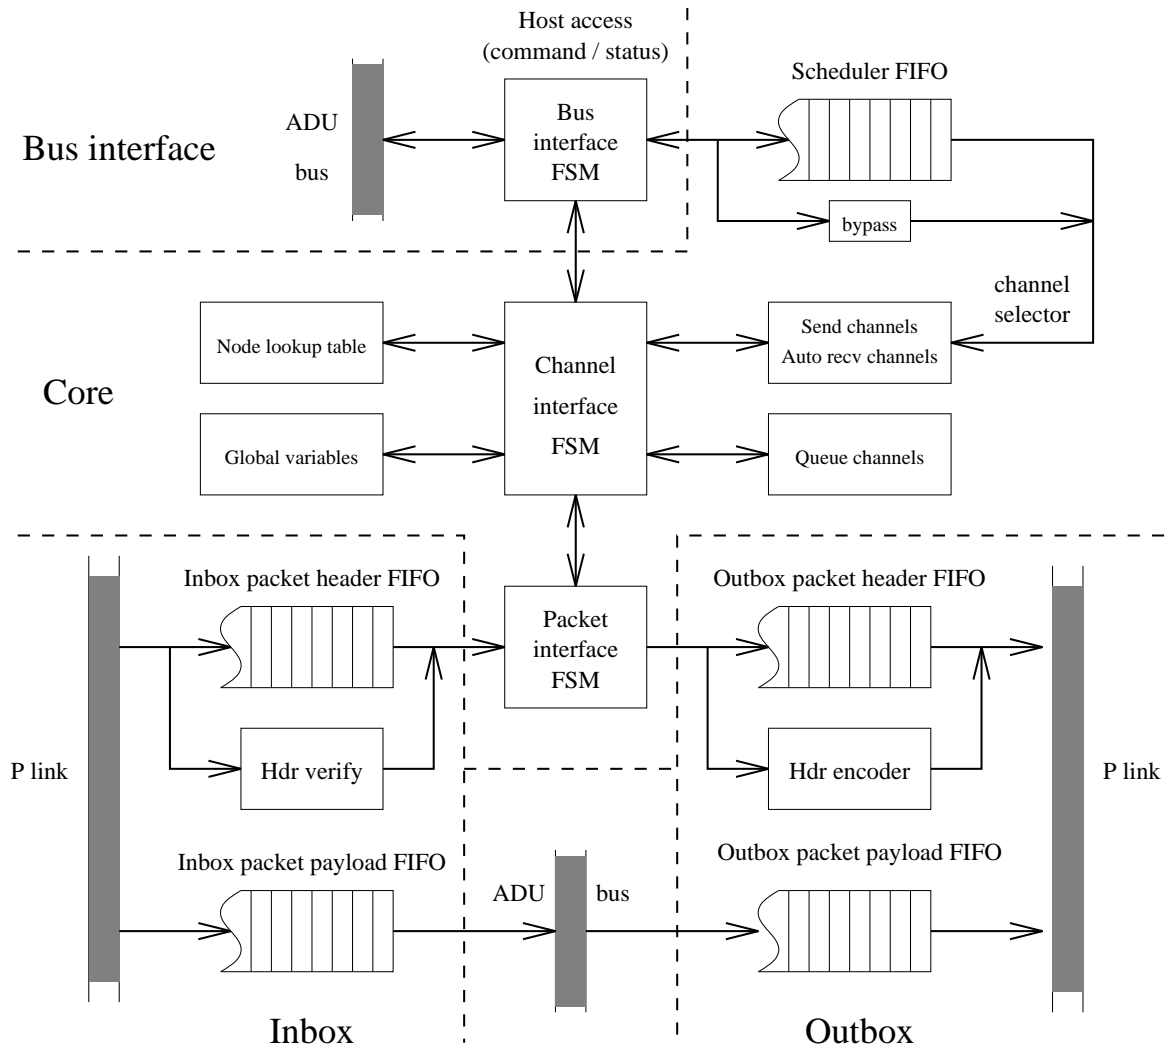 Host access
(command / status)
Scheduler FIFO
ADU
bus
Bus interface
Bus
interface
FSM
bypass
channel
selector
Node lookup table
Channel
interface
FSM
Send channels
Auto recv channels
Core
Global variables
Queue channels
Inbox packet header FIFO
Packet
interface
FSM
Outbox packet header FIFO
P link
Hdr verify
Hdr encoder
P link
Inbox packet payload FIFO
ADU
bus
Outbox packet payload FIFO
Inbox
Outbox